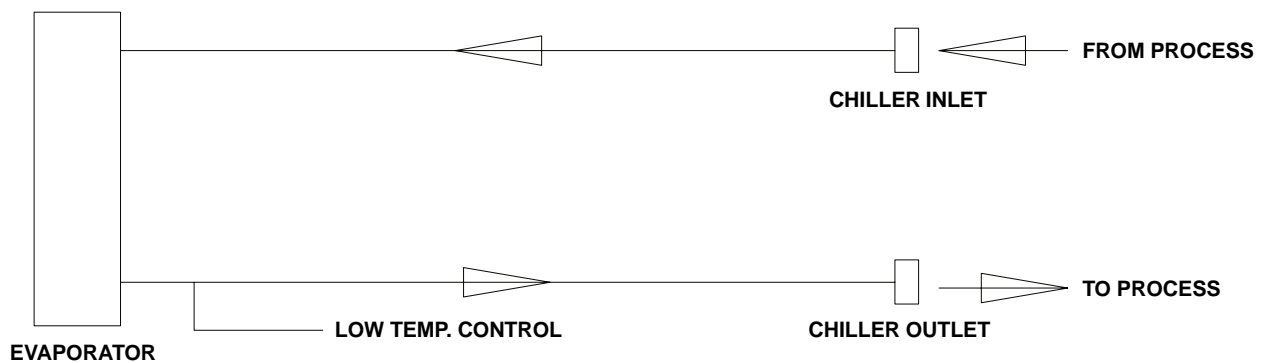 FROM PROCESS
CHILLER INLET
TO PROCESS
LOW TEMP. CONTROL
CHILLER OUTLET
EVAPORATOR